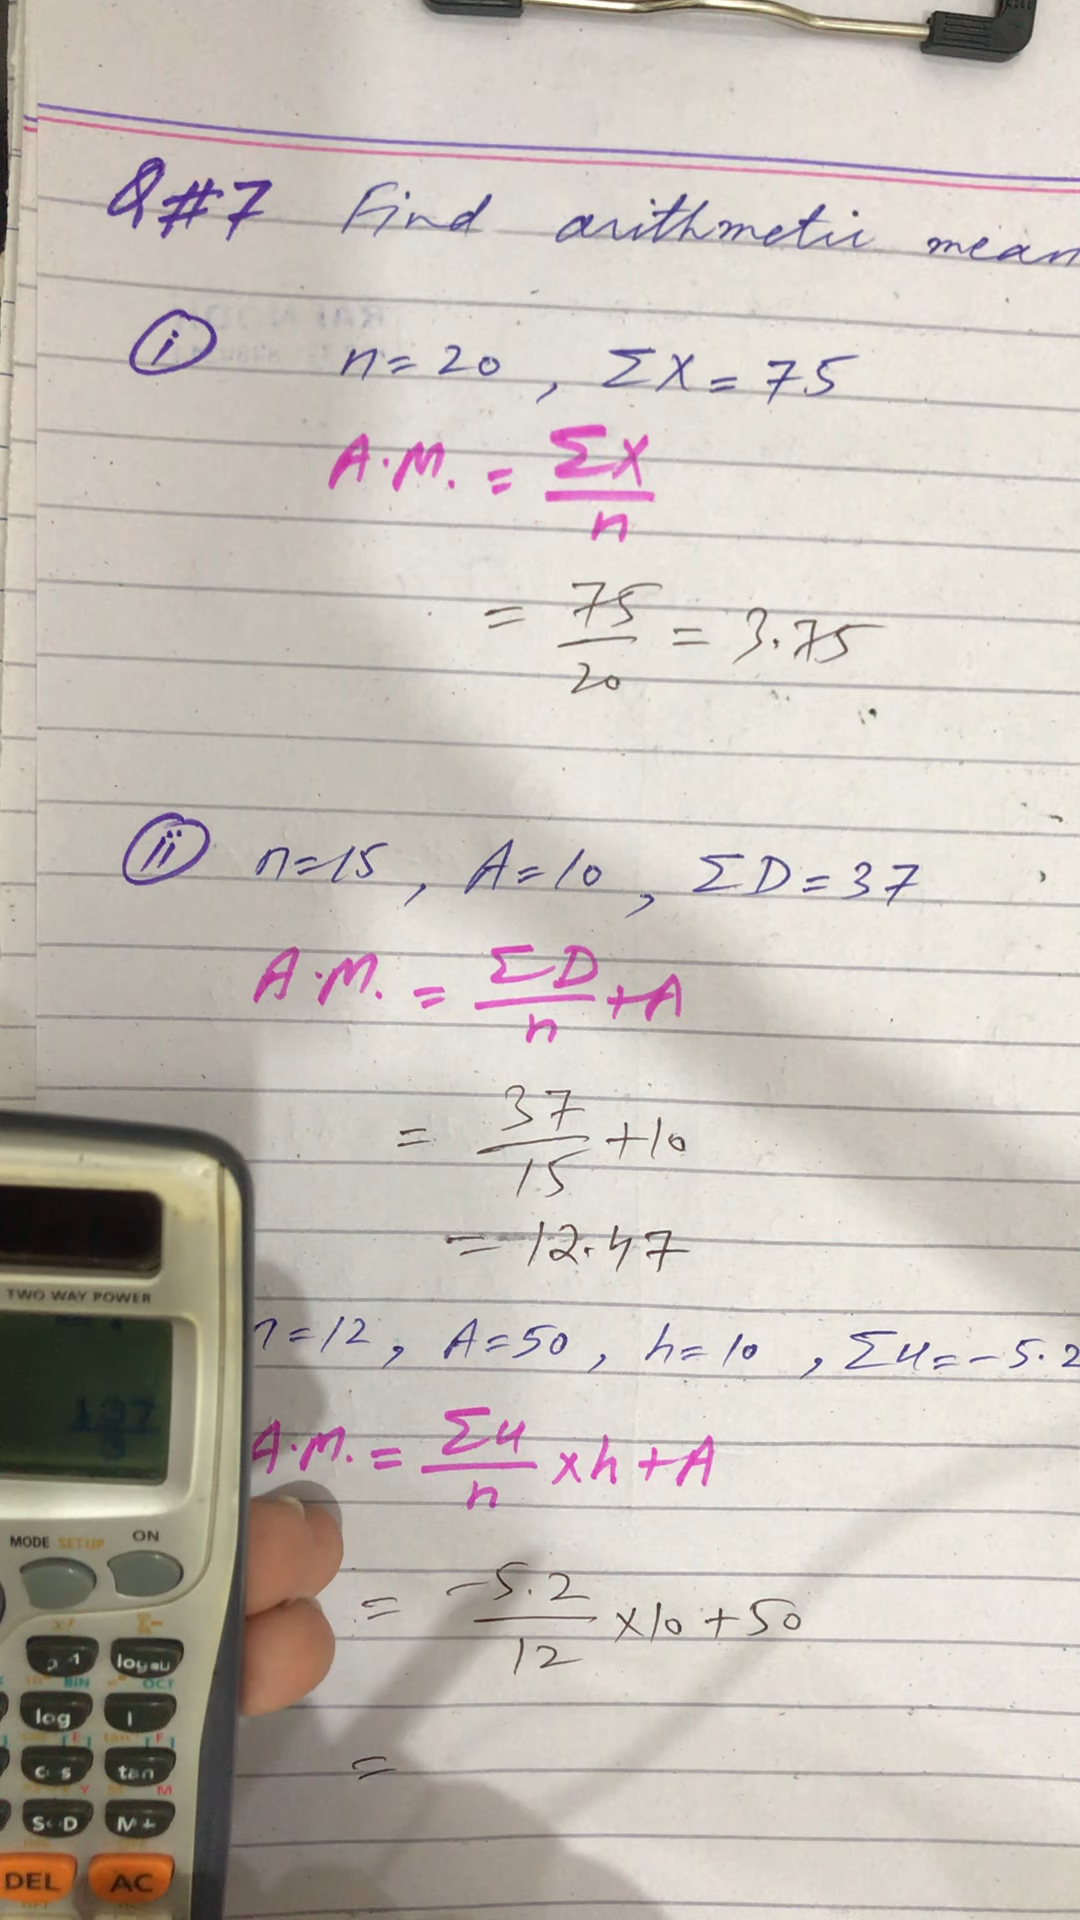 Q#7 Find arithmetic mean
i n=20, ΣX=75
A.M. = ΣX/n
= 75/20 = 3.75
ii n=15, A=10, ΣD=37
A.M. = ΣD/n + A
= 37/15 + 10
= 12.47
n=12, A=50, h=10, Σu=-5.2
A.M. = Σu/n × h + A
= -5.2/12 × 10 + 50
=
TWO WAY POWER
MODE SETUP ON
log
tan
M+
DEL AC